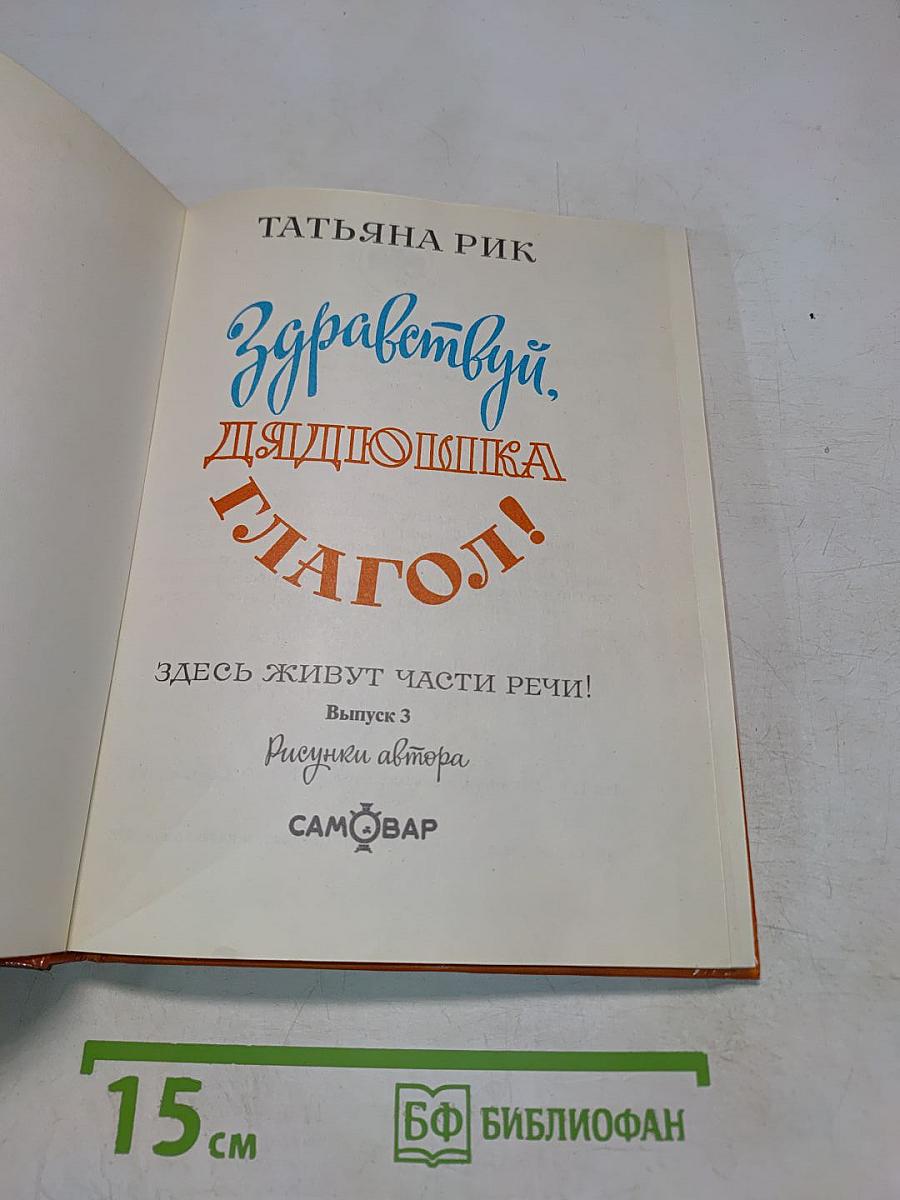 ТАТЬЯНА РИК
Здравствуй,
ДЯДЮШКА
ГЛАГОЛ!
ЗДЕСЬ ЖИВУТ ЧАСТИ РЕЧИ!
Выпуск 3
Рисунки автора
САМОВАР
15 см
БФ БИБЛИОФАН